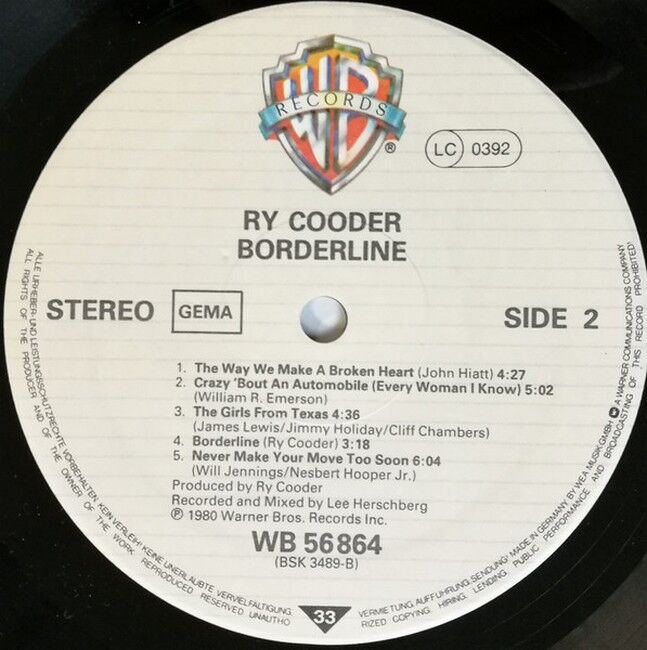 WB
RECORDS
®
LC 0392
RY COODER
BORDERLINE
STEREO GEMA SIDE 2
1. The Way We Make A Broken Heart (John Hiatt) 4:27
2. Crazy 'Bout An Automobile (Every Woman I Know) 5:02
(William R. Emerson)
3. The Girls From Texas 4:36
(James Lewis/Jimmy Holiday/Cliff Chambers)
4. Borderline (Ry Cooder) 3:18
5. Never Make Your Move Too Soon 6:04
(Will Jennings/Nesbert Hooper Jr.)
Produced by Ry Cooder
Recorded and Mixed by Lee Herschberg
℗ 1980 Warner Bros. Records Inc.
WB 56 864
(BSK 3489-B)
33
ALLE URHEBER- UND LEISTUNGSSCHUTZRECHTE VORBEHALTEN. KEIN VERLEIH! KEINE UNERLAUBTE VERVIELFÄLTIGUNG, VERMIETUNG, AUFFÜHRUNG, SENDUNG! MADE IN GERMANY BY WEA MUSIK GMBH A WARNER COMMUNICATIONS COMPANY
ALL RIGHTS OF THE PRODUCER AND OF THE OWNER OF THE WORK REPRODUCED RESERVED. UNAUTHORIZED COPYING, HIRING, LENDING, PUBLIC PERFORMANCE AND BROADCASTING OF THIS RECORD PROHIBITED!